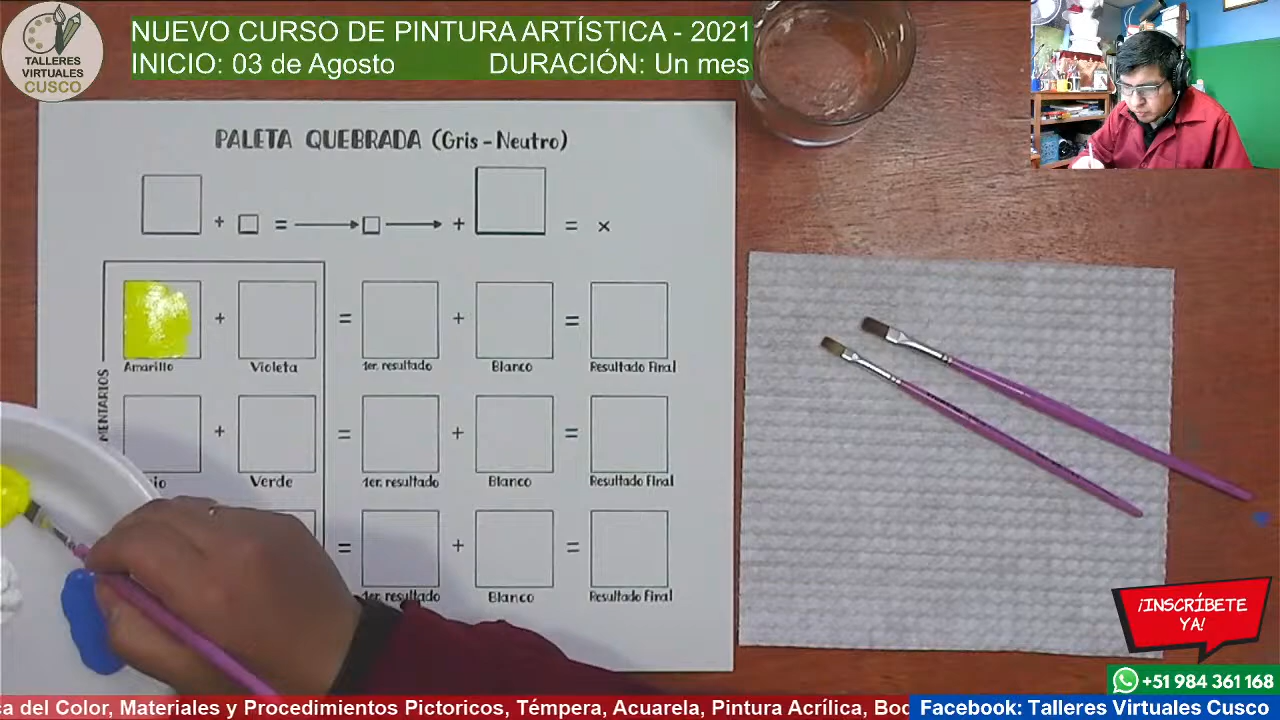 TALLERES
VIRTUALES
CUSCO
NUEVO CURSO DE PINTURA ARTÍSTICA - 2021
INICIO: 03 de Agosto DURACIÓN: Un mes
PALETA QUEBRADA (Gris-Neutro)
+ = + = ×
+ = + =
Amarillo Violeta 1er. resultado Blanco Resultado Final
+ = + =
Verde 1er. resultado Blanco Resultado Final
= + =
1er. resultado Blanco Resultado Final
¡INSCRÍBETE
YA!
+51 984 361 168
del Color, Materiales y Procedimientos Pictoricos, Témpera, Acuarela, Pintura Acrílica,
Facebook: Talleres Virtuales Cusco